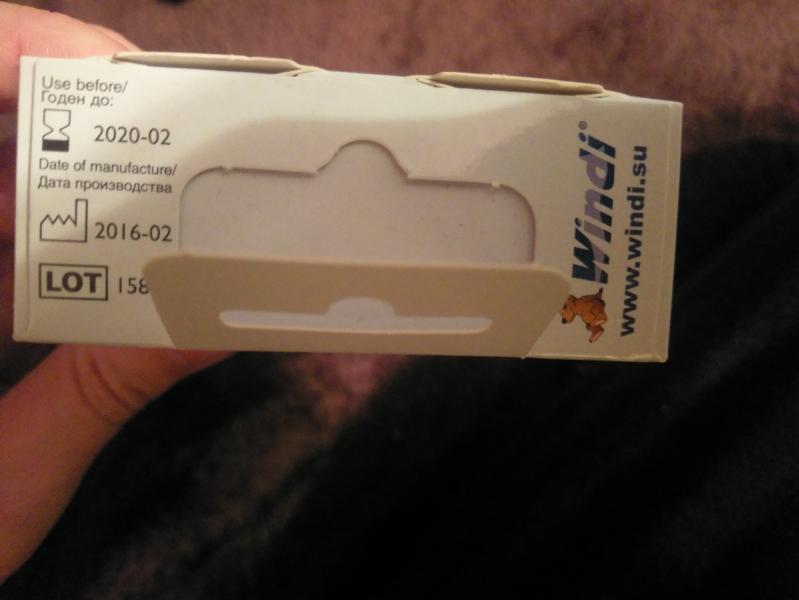 Use before/
Годен до:
2020-02
Date of manufacture/
Дата производства
2016-02
LOT 158
Windi®
www.windi.su